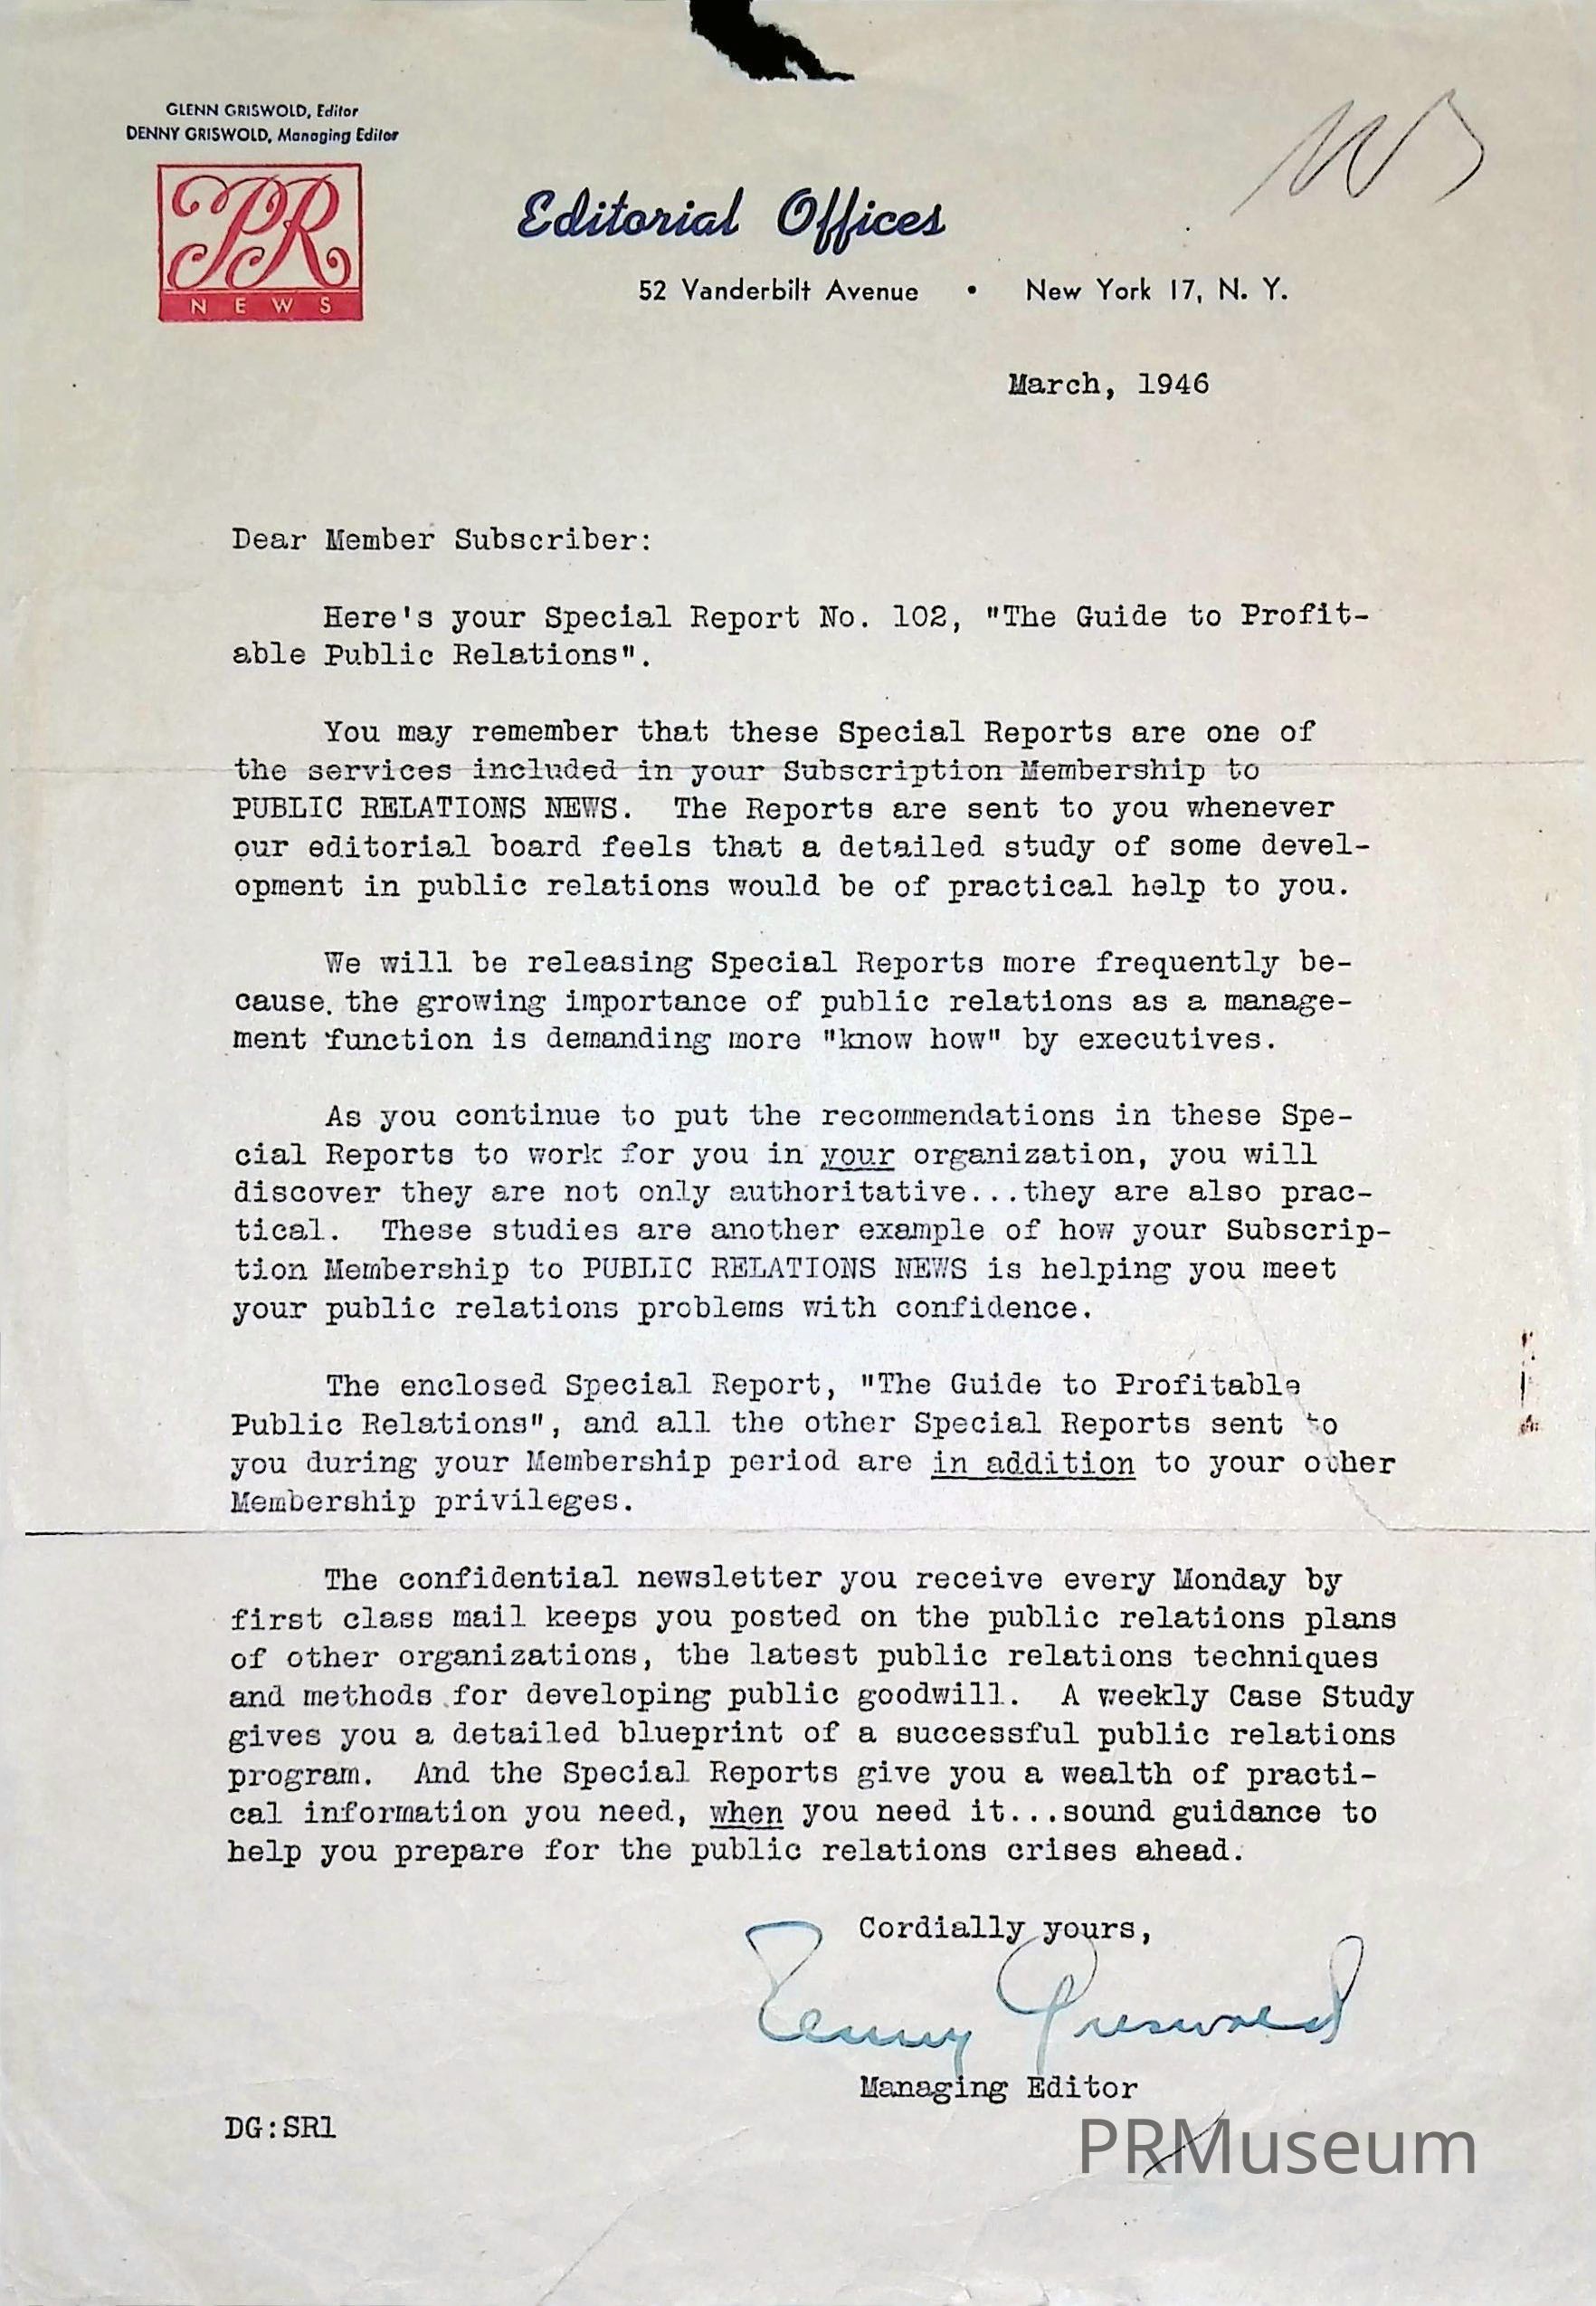 GLENN GRISWOLD, Editor
DENNY GRISWOLD, Managing Editor
PR
NEWS
Editorial Offices
52 Vanderbilt Avenue • New York 17, N. Y.
March, 1946
Dear Member Subscriber:
Here's your Special Report No. 102, "The Guide to Profit-
able Public Relations".
You may remember that these Special Reports are one of
the services included in your Subscription Membership to
PUBLIC RELATIONS NEWS. The Reports are sent to you whenever
our editorial board feels that a detailed study of some devel-
opment in public relations would be of practical help to you.
We will be releasing Special Reports more frequently be-
cause the growing importance of public relations as a manage-
ment function is demanding more "know how" by executives.
As you continue to put the recommendations in these Spe-
cial Reports to work for you in your organization, you will
discover they are not only authoritative...they are also prac-
tical. These studies are another example of how your Subscrip-
tion Membership to PUBLIC RELATIONS NEWS is helping you meet
your public relations problems with confidence.
The enclosed Special Report, "The Guide to Profitable
Public Relations", and all the other Special Reports sent to
you during your Membership period are in addition to your other
Membership privileges.
The confidential newsletter you receive every Monday by
first class mail keeps you posted on the public relations plans
of other organizations, the latest public relations techniques
and methods for developing public goodwill. A weekly Case Study
gives you a detailed blueprint of a successful public relations
program. And the Special Reports give you a wealth of practi-
cal information you need, when you need it...sound guidance to
help you prepare for the public relations crises ahead.
Cordially yours,
Denny Griswold
Managing Editor
DG:SR1
PRMuseum